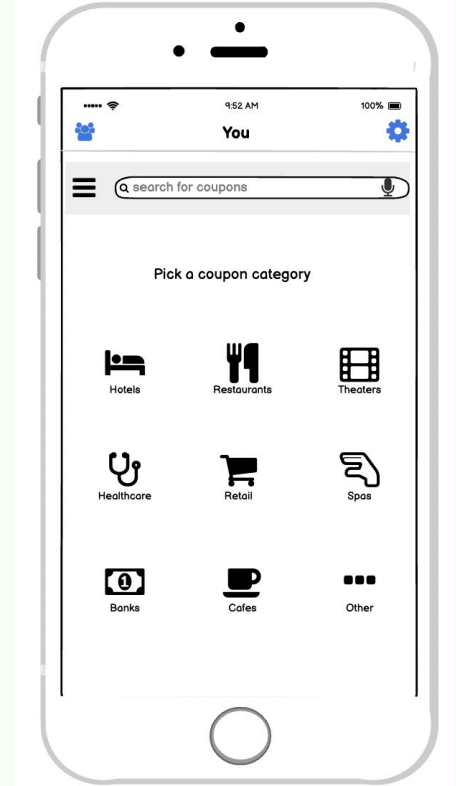 9:52 AM 100%
You
search for coupons
Pick a coupon category
Hotels Restaurants Theaters
Healthcare Retail Spas
1
Banks Cafes Other